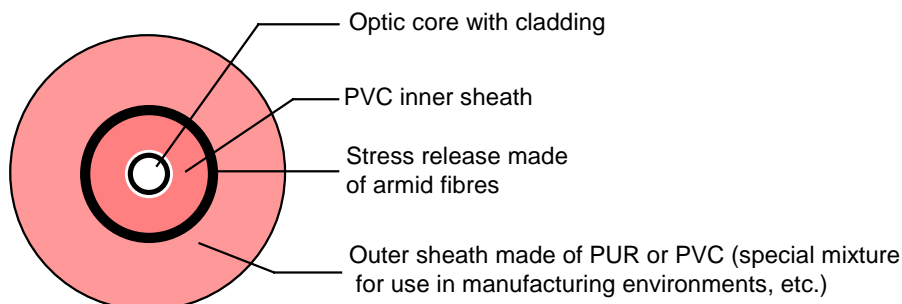 Optic core with cladding
PVC inner sheath
Stress release made
of armid fibres
Outer sheath made of PUR or PVC (special mixture
for use in manufacturing environments, etc.)